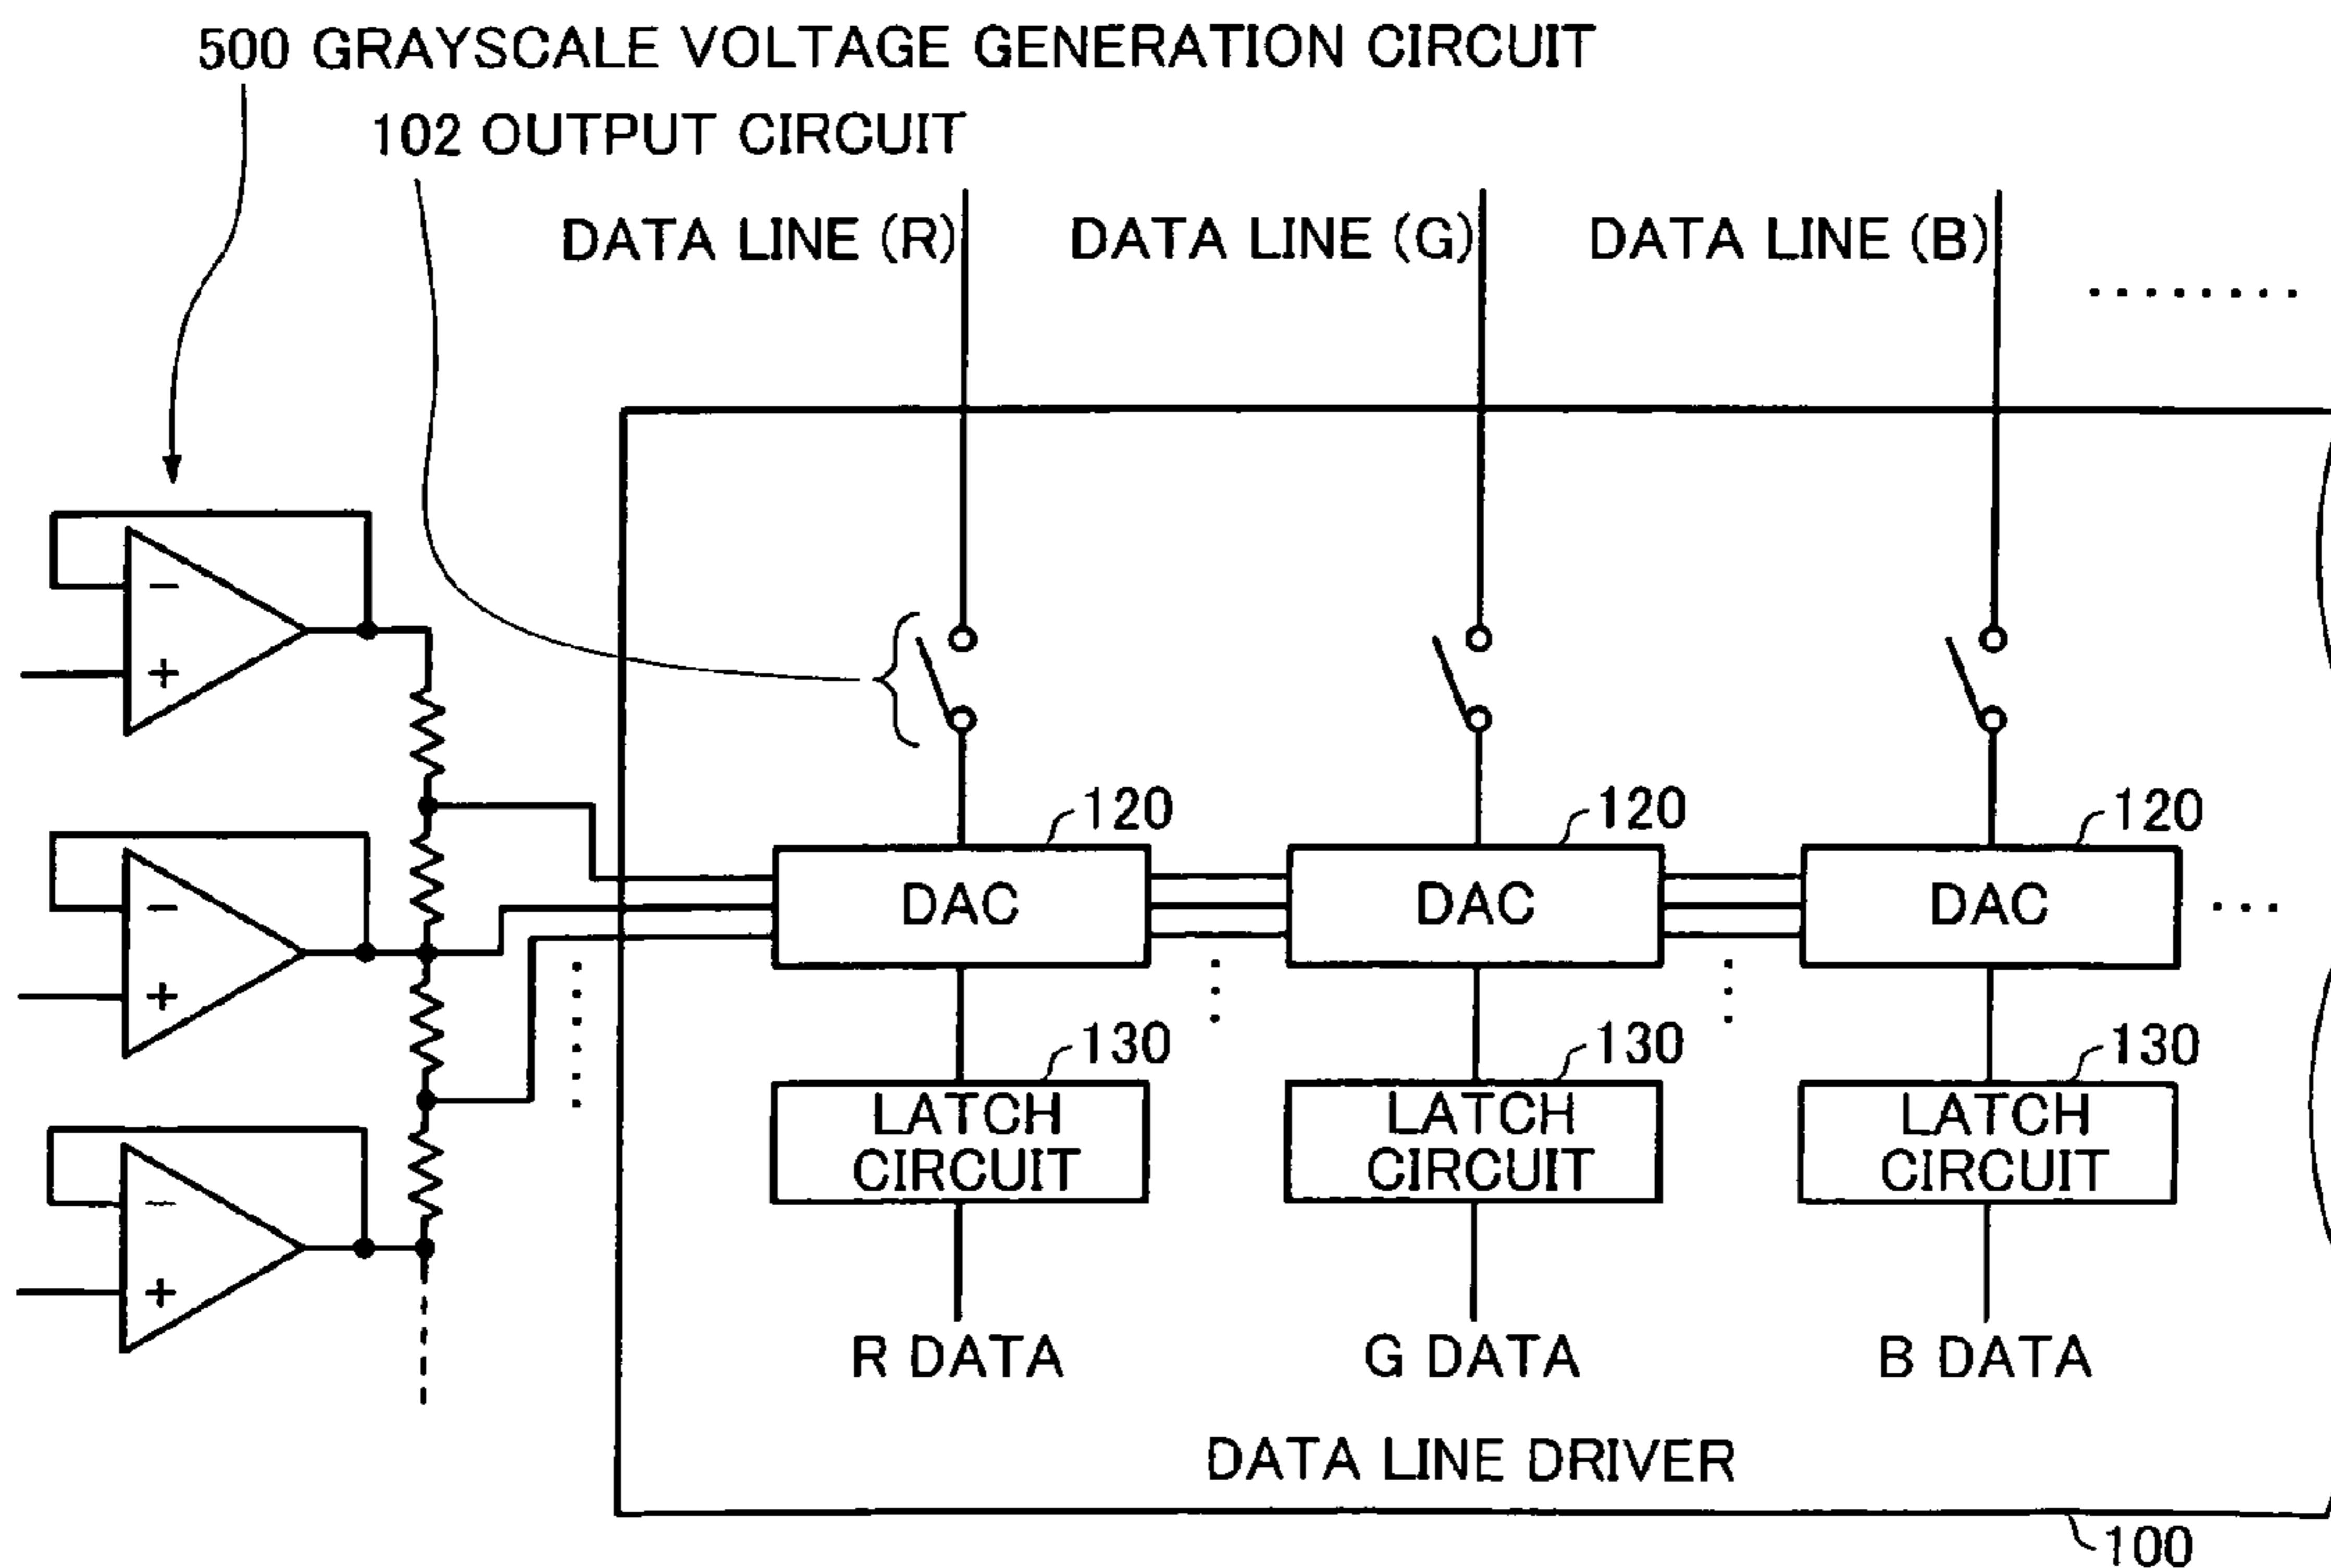 500 GRAYSCALE VOLTAGE GENERATION CIRCUIT
102 OUTPUT CIRCUIT
DATA LINE (R)
DATA LINE (G)
DATA LINE (B)
........
−
+
−
+
−
+
120
120
120
DAC
DAC
DAC
...
130
130
130
LATCH
CIRCUIT
LATCH
CIRCUIT
LATCH
CIRCUIT
R DATA
G DATA
B DATA
DATA LINE DRIVER
100